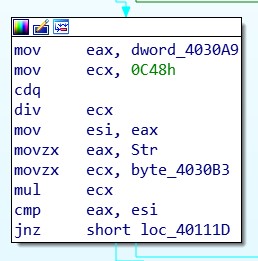 mov eax, dword_4030A9
mov ecx, 0C48h
cdq
div ecx
mov esi, eax
movzx eax, Str
movzx ecx, byte_4030B3
mul ecx
cmp eax, esi
jnz short loc_40111D